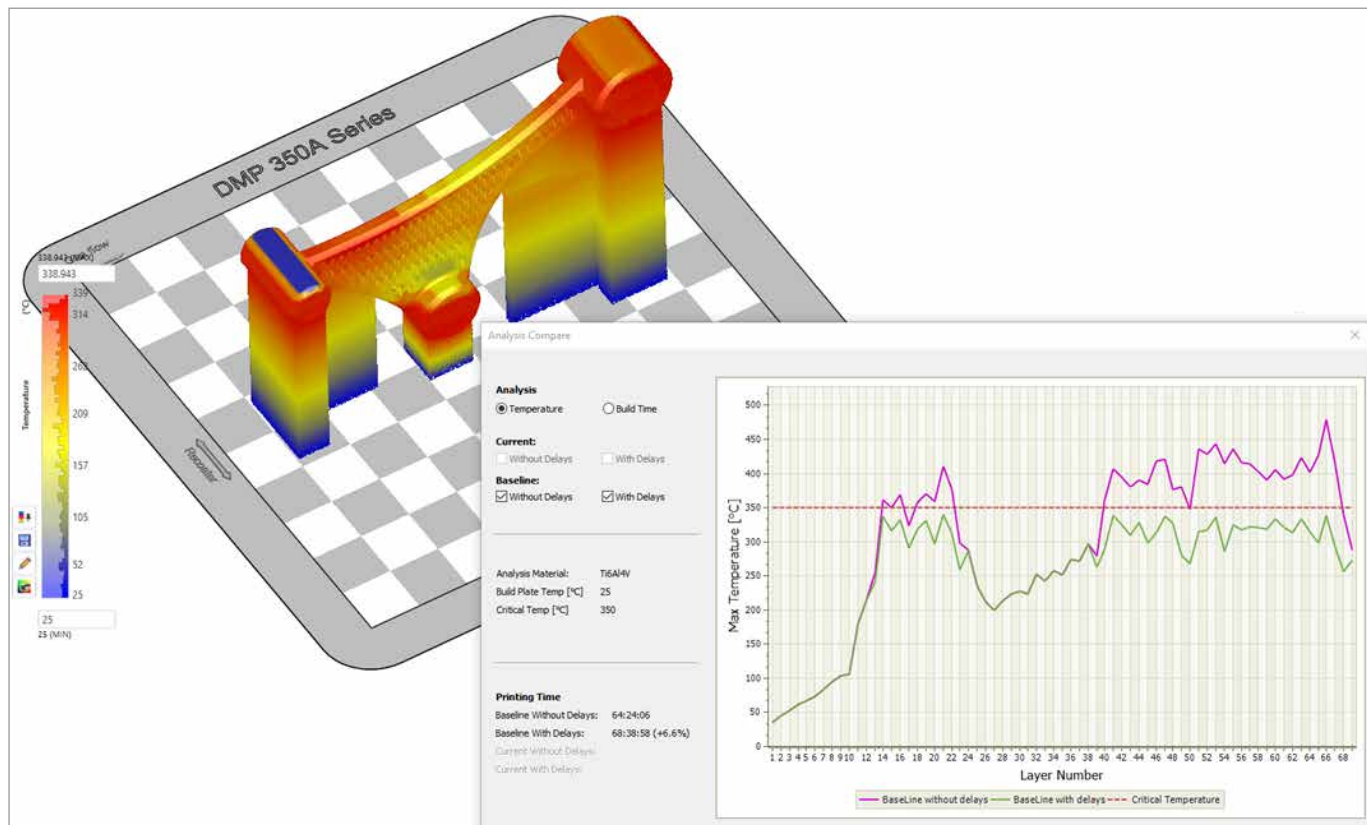 DMP 350A Series
338.943 (MAX)
338.943
(°C)
339
314
262
209
157
105
52
25
Temperature
25
25 (MIN)
Recoater
Analysis Compare
Analysis
Temperature
Build Time
Current:
Without Delays
With Delays
Baseline:
Without Delays
With Delays
Analysis Material: Ti6Al4V
Build Plate Temp [°C] 25
Critical Temp [°C] 350
Printing Time
Baseline Without Delays: 64:24:06
Baseline With Delays: 68:38:58 (+6.6%)
Current Without Delays:
Current With Delays:
Max Temperature [°C]
500
450
400
350
300
250
200
150
100
50
0
1 2 3 4 5 6 7 8 9 10 12 14 16 18 20 22 24 26 28 30 32 34 36 38 40 42 44 46 48 50 52 54 56 58 60 62 64 66 68
Layer Number
BaseLine without delays BaseLine with delays Critical Temperature